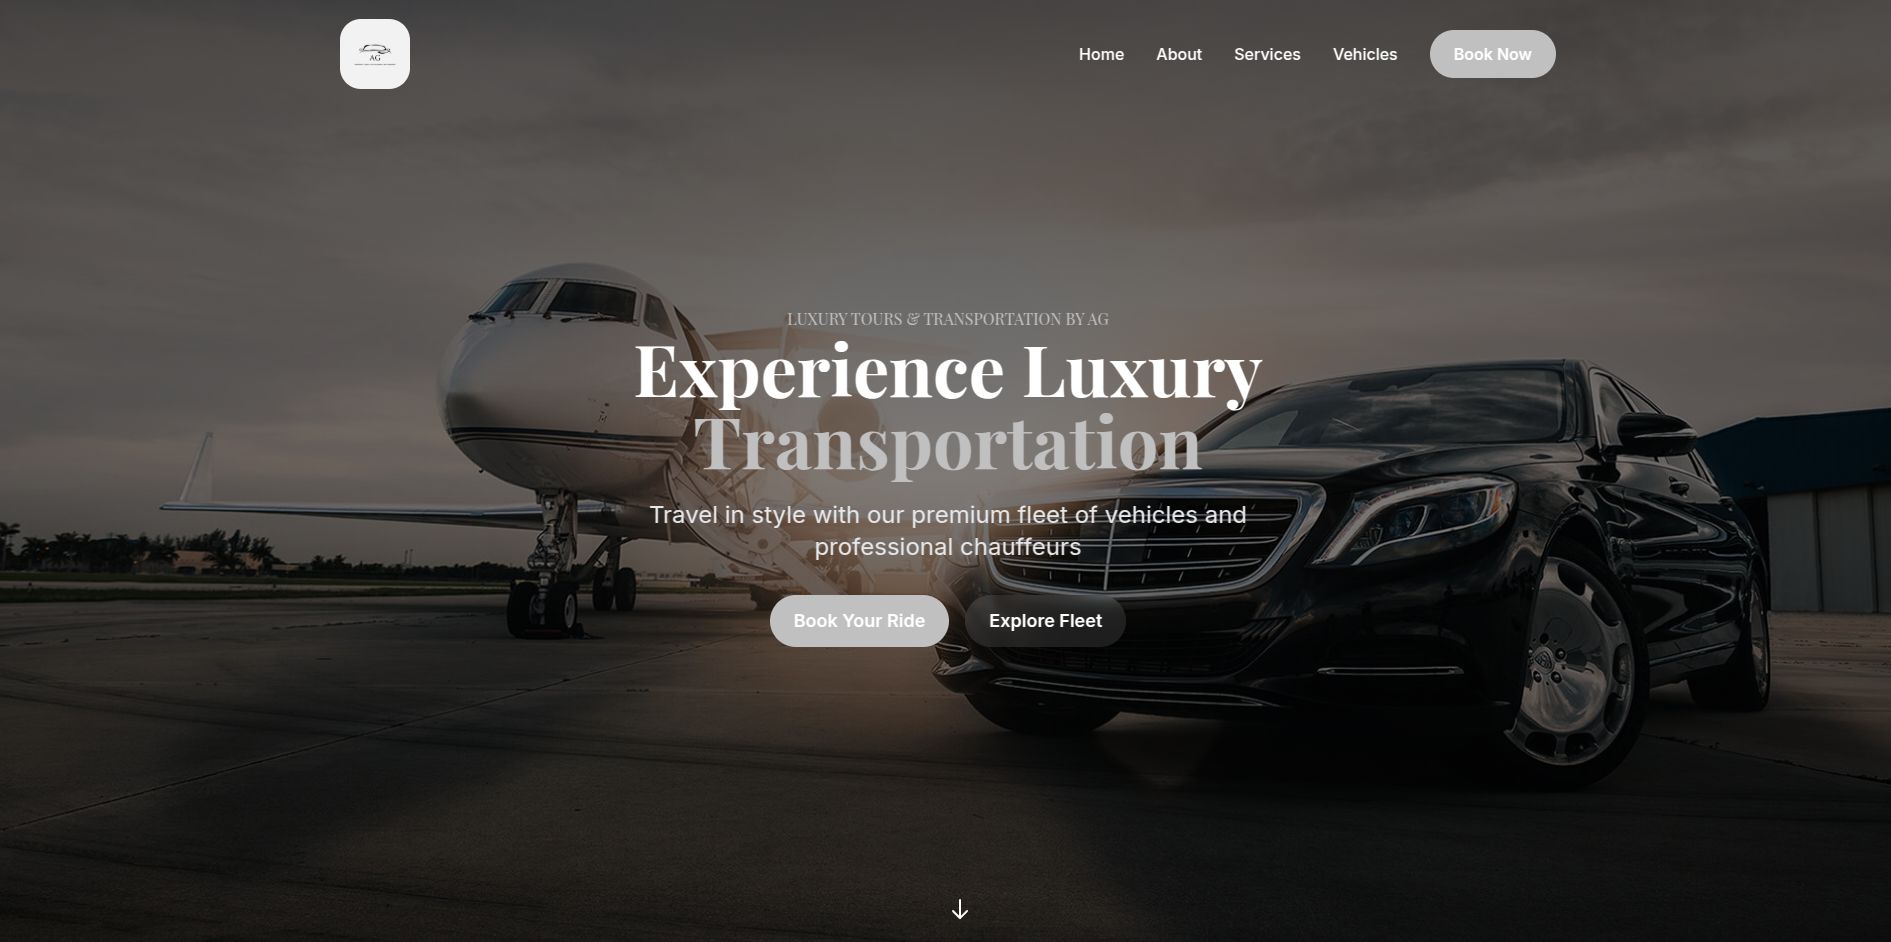 AG
Home
About
Services
Vehicles
Book Now
LUXURY TOURS & TRANSPORTATION BY AG
Experience Luxury
Transportation
Travel in style with our premium fleet of vehicles and
professional chauffeurs
Book Your Ride
Explore Fleet